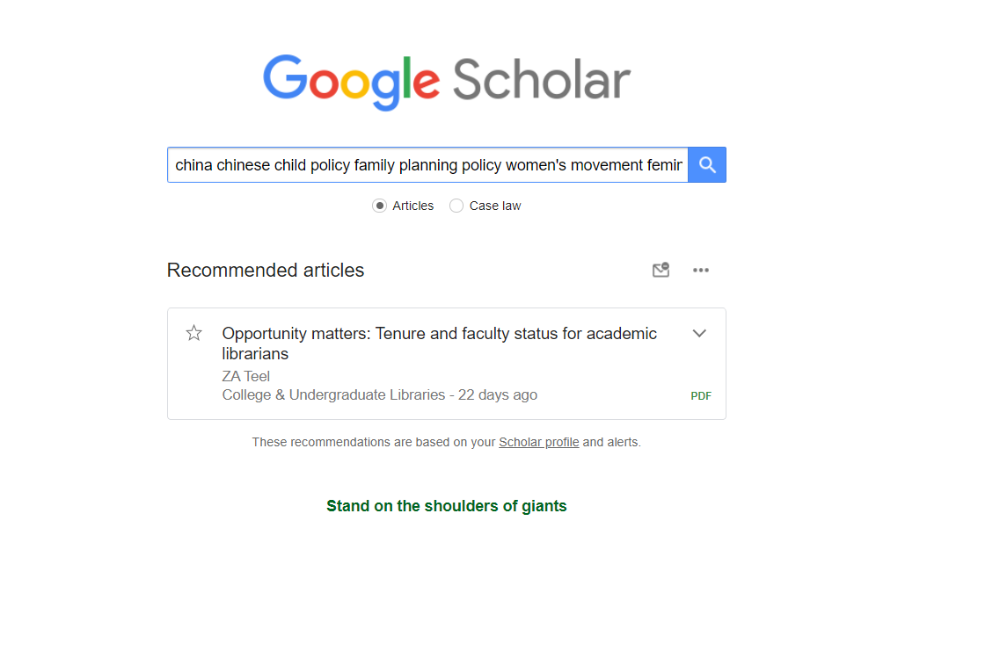 Google Scholar
china chinese child policy family planning policy women's movement
Articles Case law
Recommended articles
Opportunity matters: Tenure and faculty status for academic
librarians
ZA Teel
College & Undergraduate Libraries - 22 days ago
PDF
These recommendations are based on your Scholar profile and alerts.
Stand on the shoulders of giants